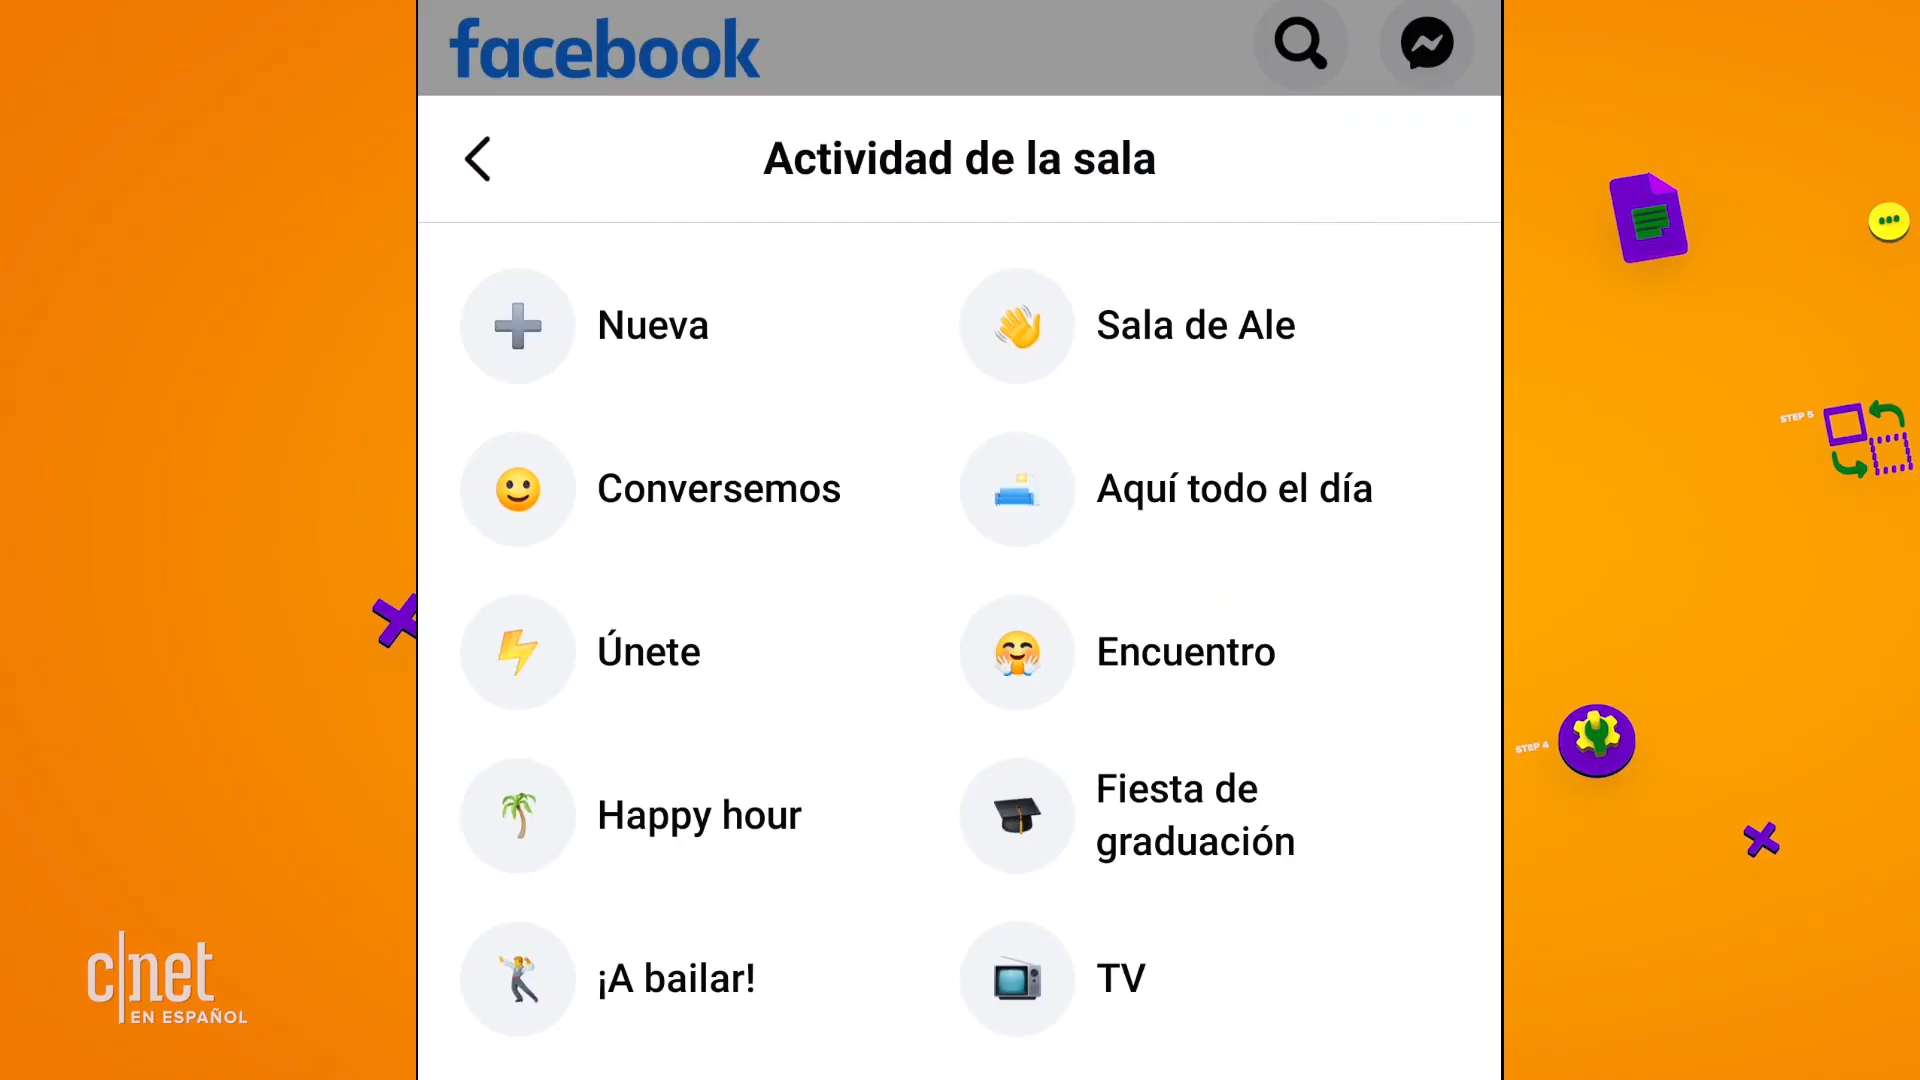 facebook
Actividad de la sala
Nueva
Sala de Ale
Conversemos
Aquí todo el día
Únete
Encuentro
Happy hour
Fiesta de
graduación
¡A bailar!
TV
STEP 5
STEP 4
c|net
EN ESPAÑOL